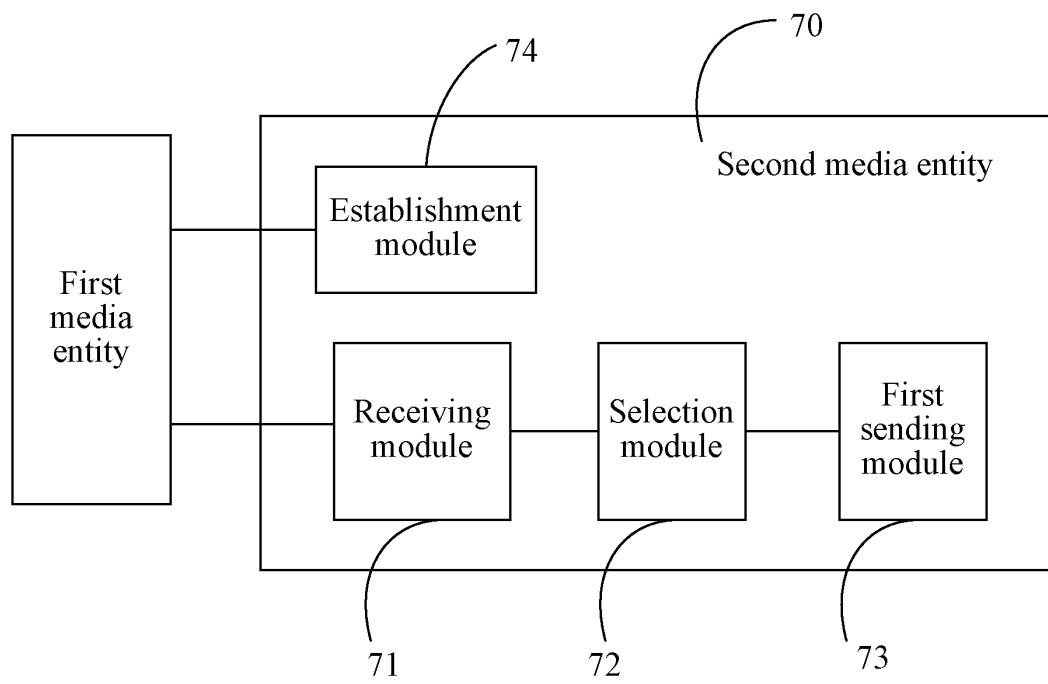 70
74
Second media entity
Establishment
module
First
media
entity
Receiving
module
Selection
module
First
sending
module
71
72
73